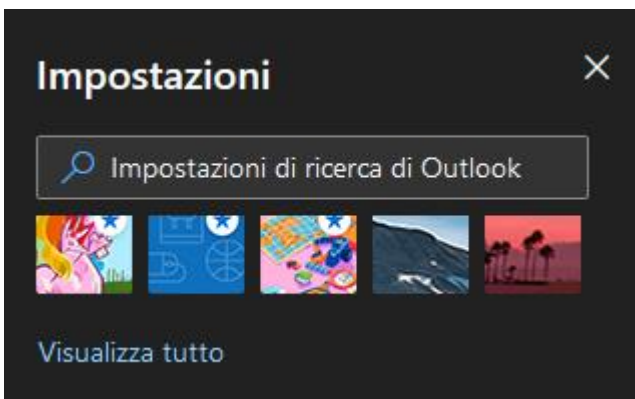 Impostazioni
Impostazioni di ricerca di Outlook
Visualizza tutto